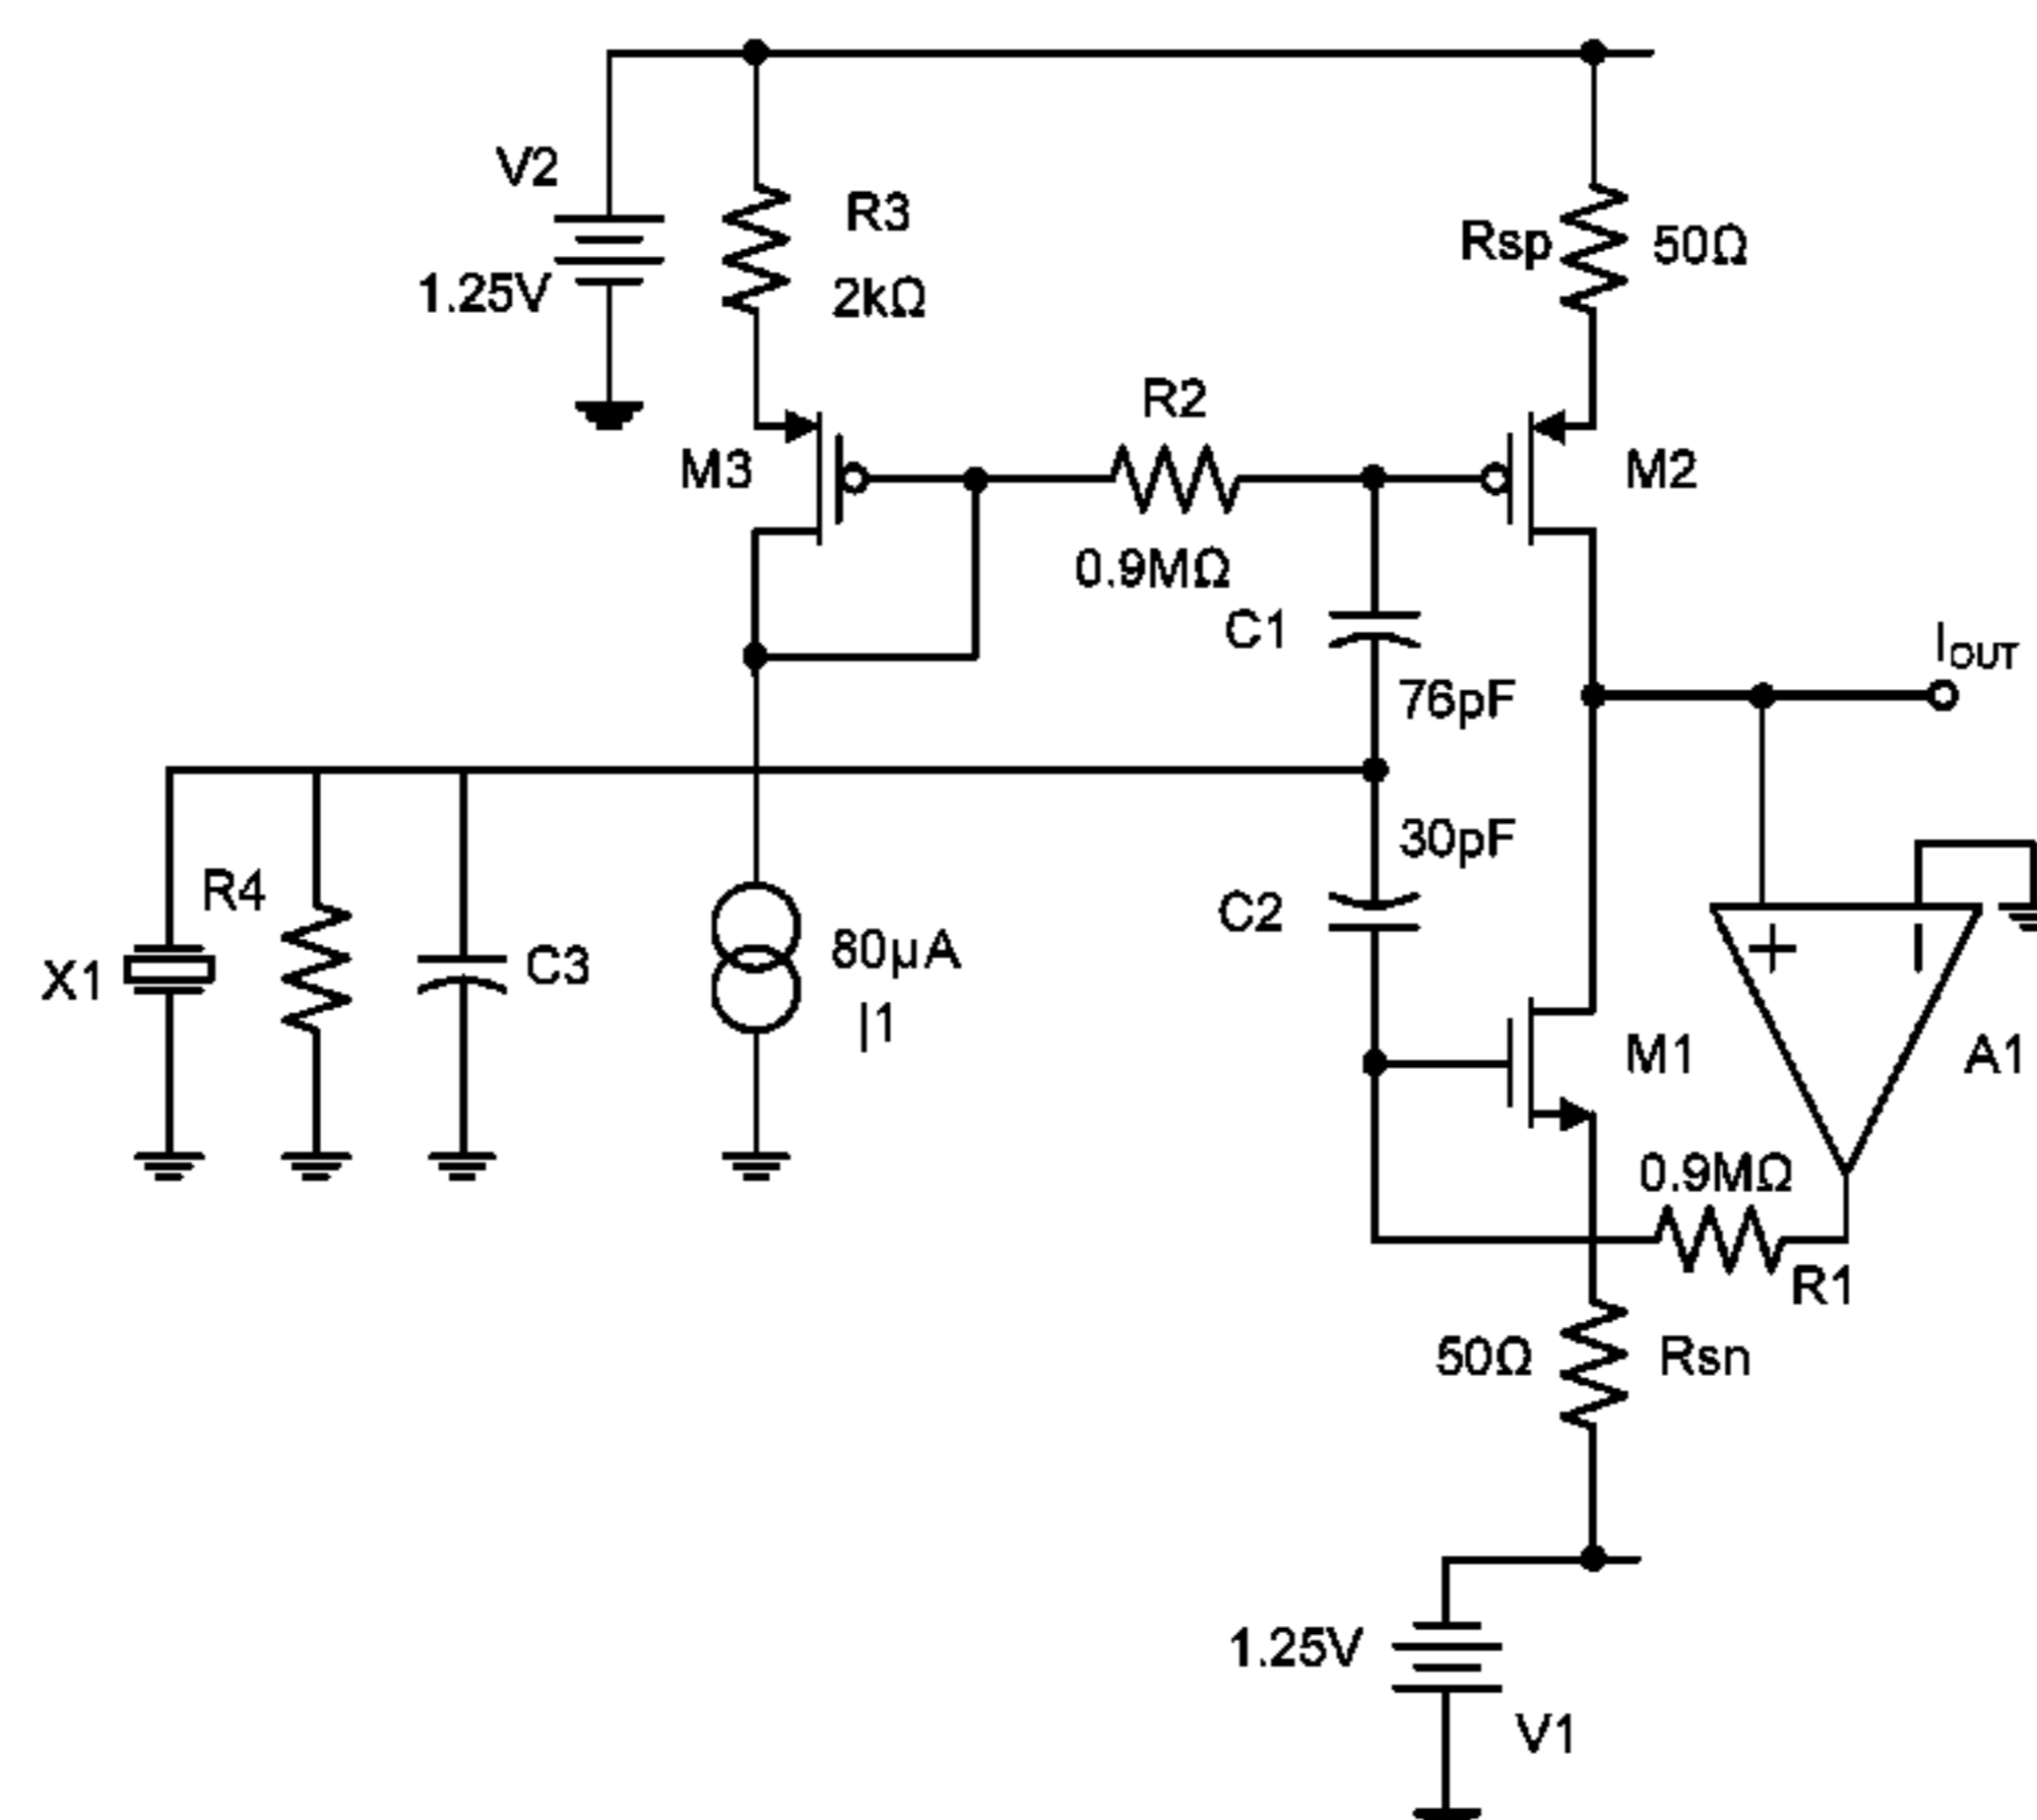 V2
1.25V
R3
2kΩ
Rsp
50Ω
M3
R2
0.9MΩ
M2
C1
76pF
I_OUT
30pF
C2
R4
X1
C3
80µA
I1
M1
+
−
A1
0.9MΩ
R1
50Ω
Rsn
1.25V
V1